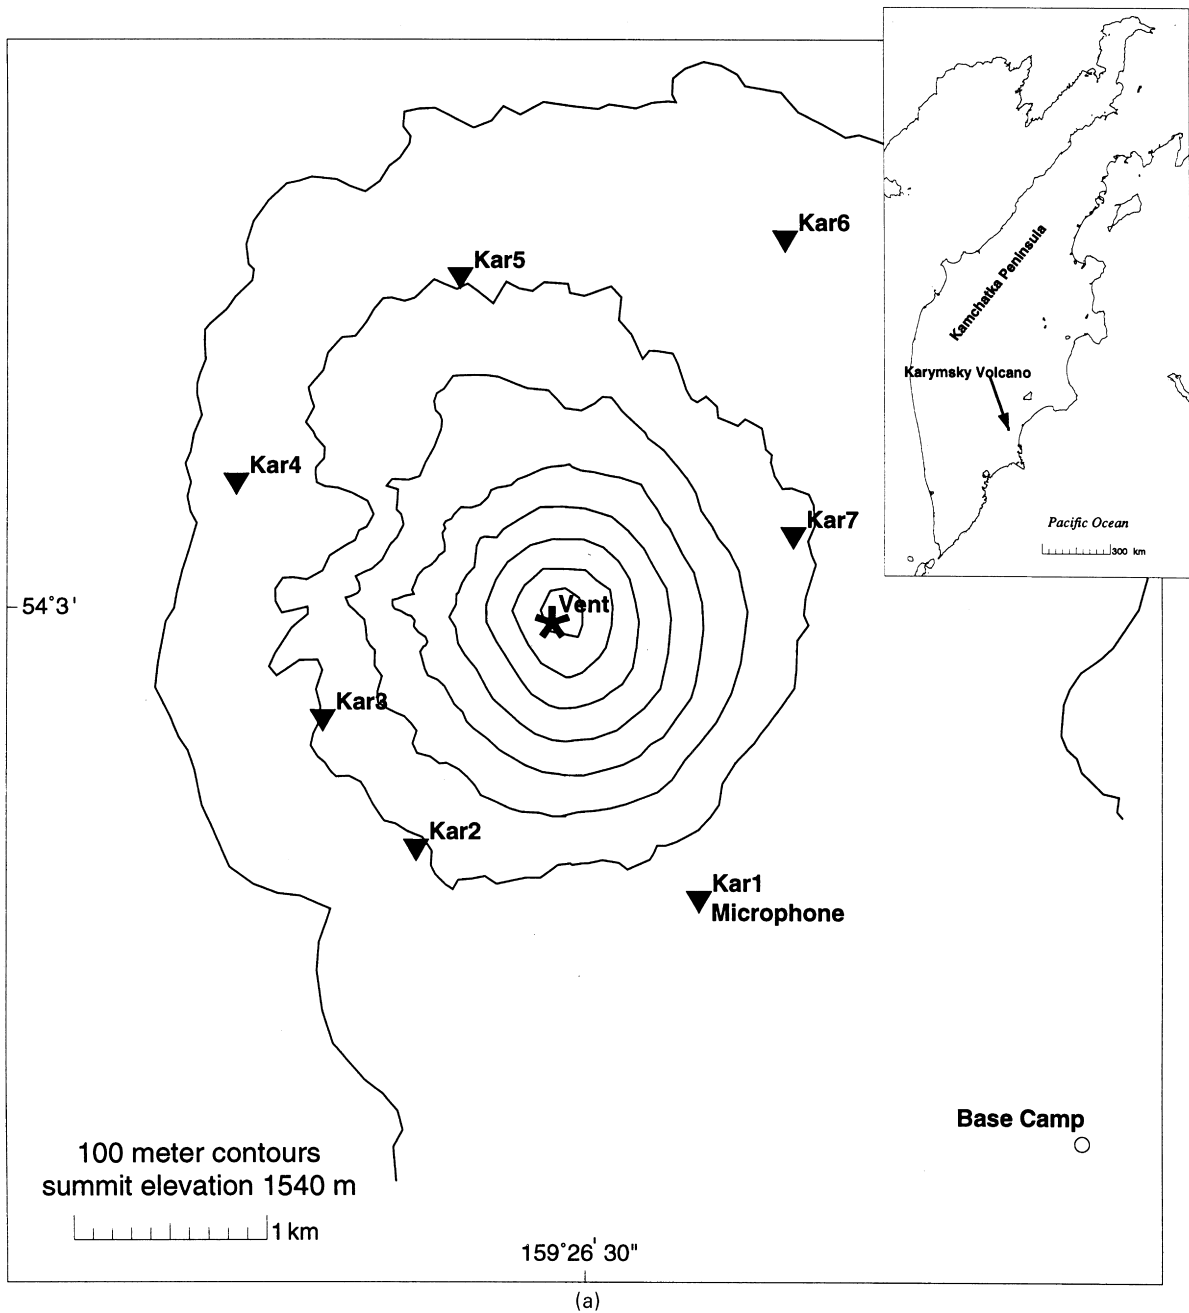 Kar6
Kar5
Kamchatka Peninsula
Karymsky Volcano
Kar4
Kar7
Pacific Ocean
300 km
54°3'
Vent
Kar3
Kar2
Kar1
Microphone
Base Camp
100 meter contours
summit elevation 1540 m
1 km
159°26' 30"
(a)